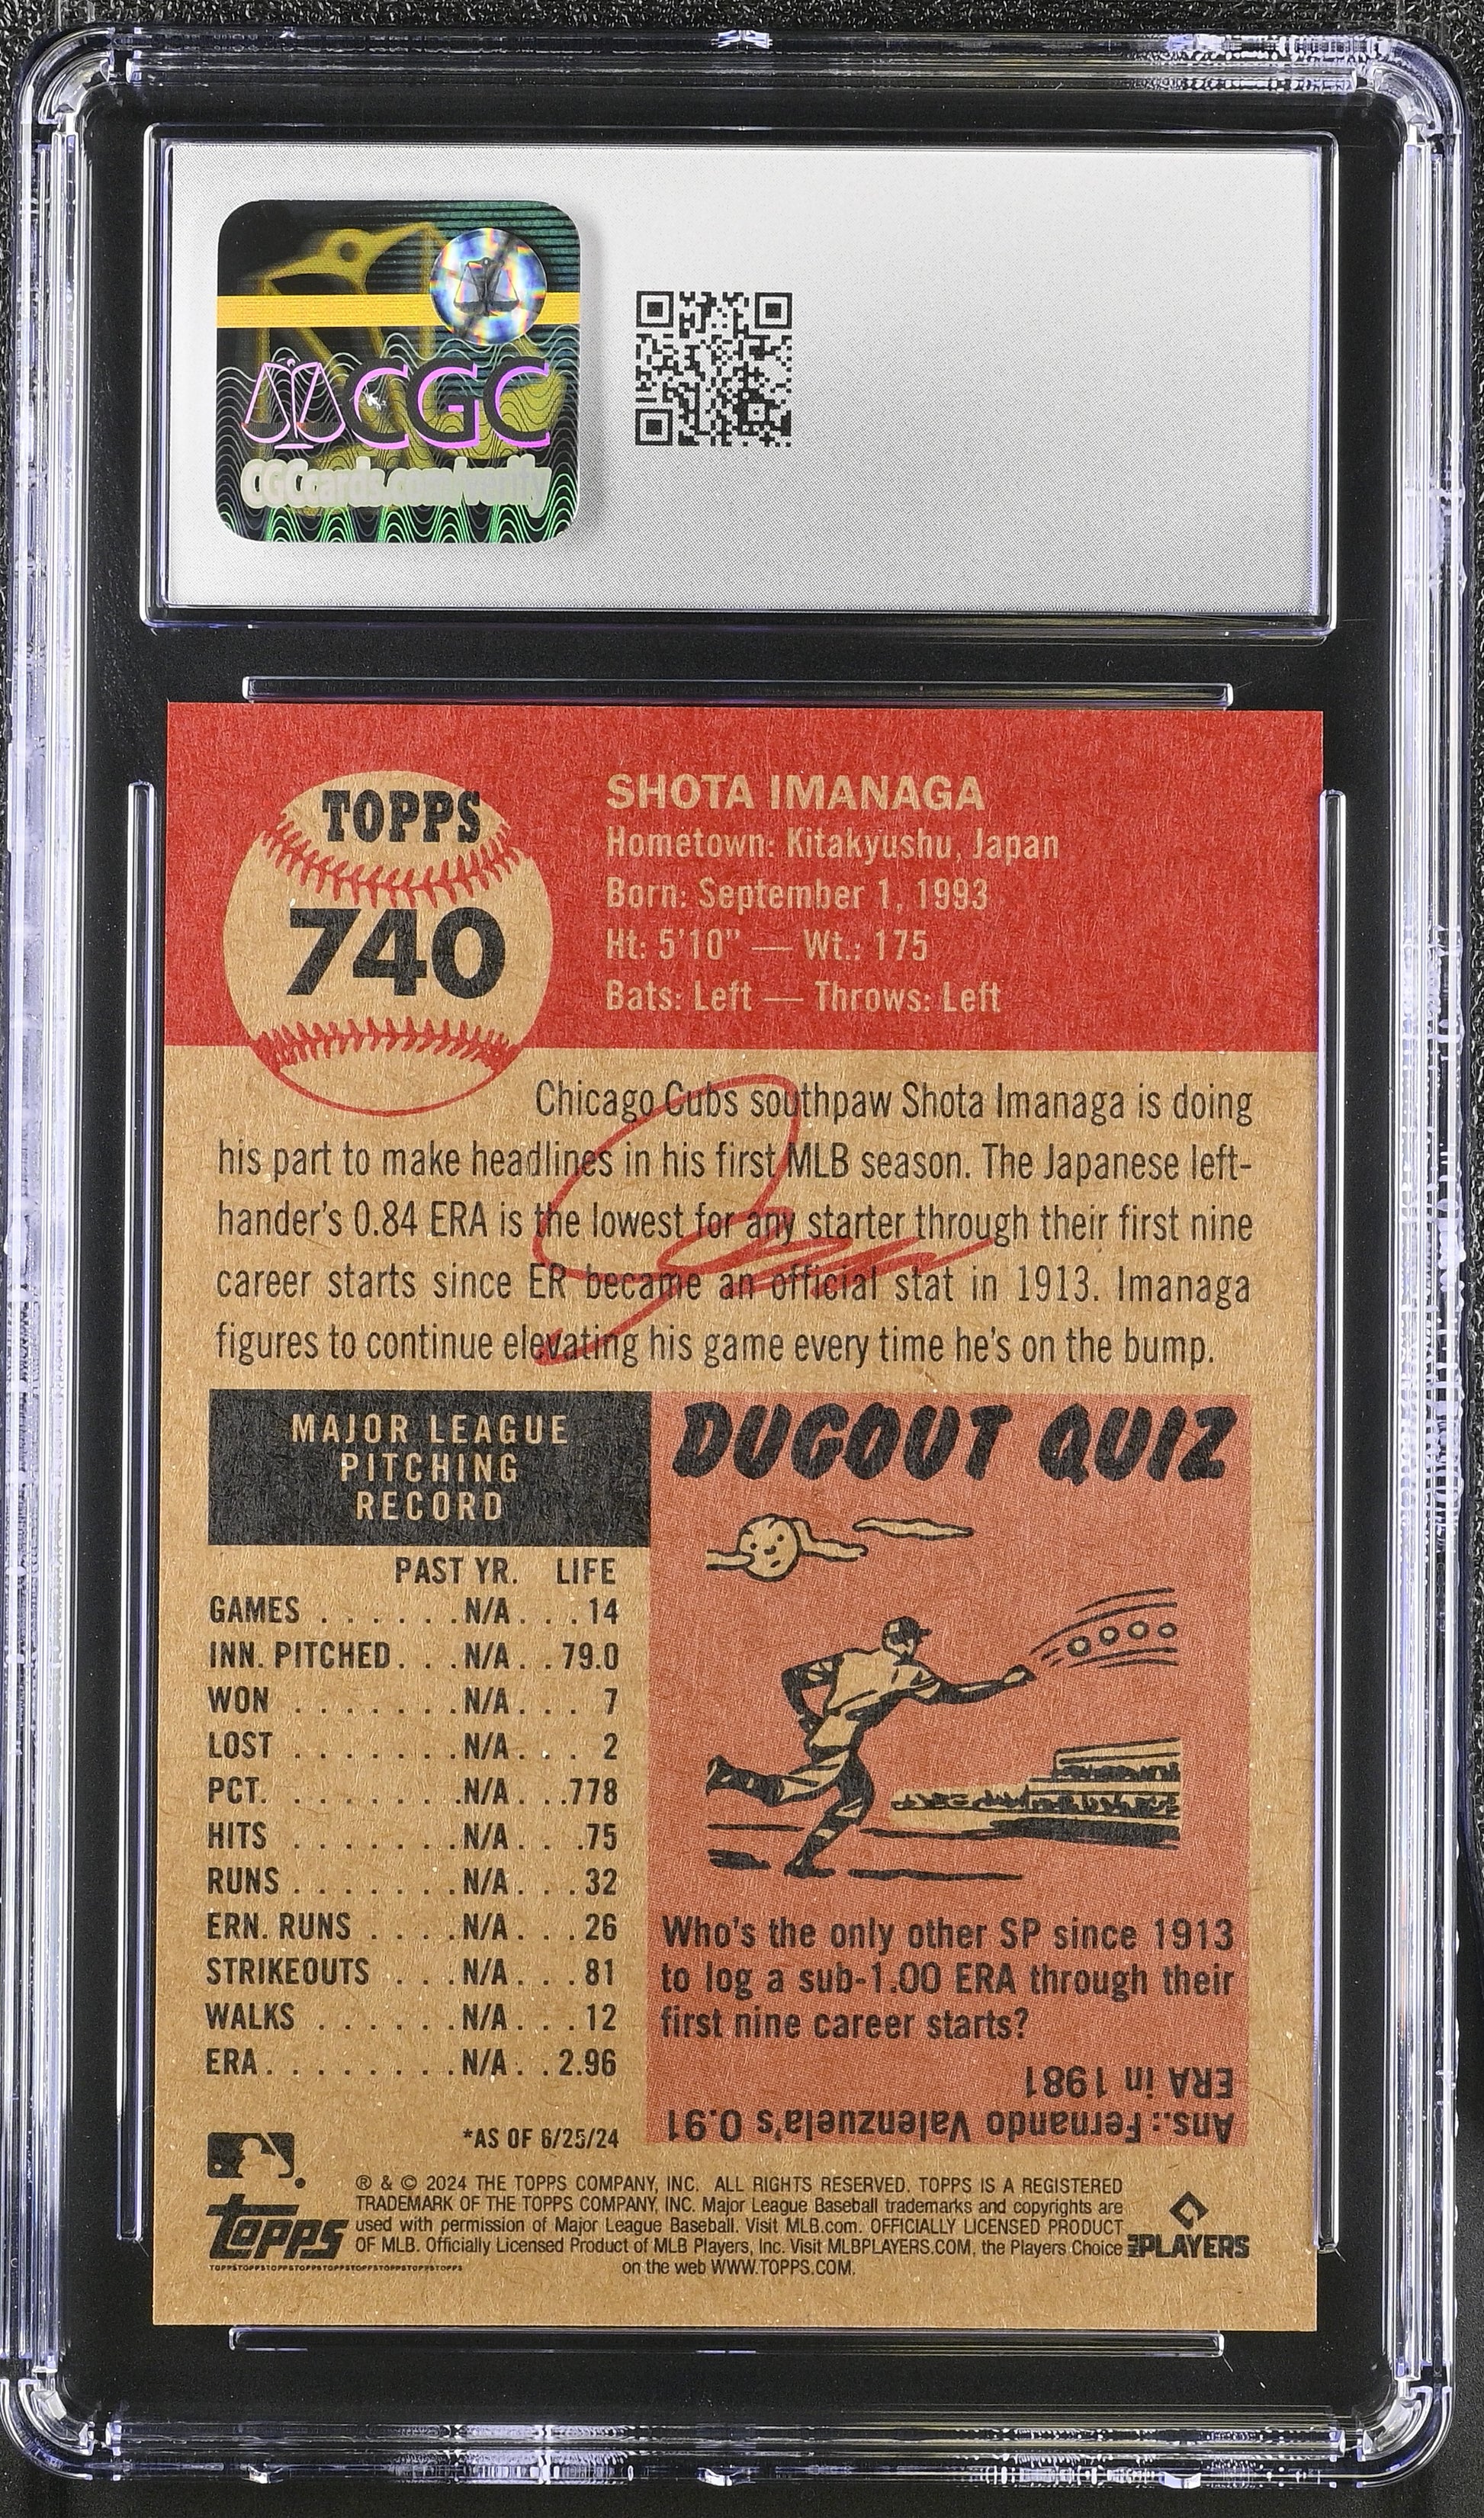 CGC
CGCcards.com/verify
TOPPS
740
SHOTA IMANAGA
Hometown: Kitakyushu, Japan
Born: September 1, 1993
Ht: 5'10" — Wt.: 175
Bats: Left — Throws: Left
Chicago Cubs southpaw Shota Imanaga is doing
his part to make headlines in his first MLB season. The Japanese left-
hander's 0.84 ERA is the lowest for any starter through their first nine
career starts since ER became an official stat in 1913. Imanaga
figures to continue elevating his game every time he's on the bump.
MAJOR LEAGUE
PITCHING
RECORD
PAST YR. LIFE
GAMES . . . . . . .N/A. . . .14
INN. PITCHED. . .N/A. . .79.0
WON . . . . . . . .N/A. . . . 7
LOST . . . . . . . .N/A. . . . 2
PCT. . . . . . . . .N/A. . ..778
HITS . . . . . . . .N/A. . . .75
RUNS . . . . . . . .N/A. . . .32
ERN. RUNS . . . .N/A. . . .26
STRIKEOUTS . . .N/A. . . .81
WALKS . . . . . . .N/A. . . .12
ERA. . . . . . . . .N/A. . .2.96
*AS OF 6/25/24
DUGOUT QUIZ
Who's the only other SP since 1913
to log a sub-1.00 ERA through their
first nine career starts?
Ans.: Fernando Valenzuela's 0.91
ERA in 1981
® & © 2024 THE TOPPS COMPANY, INC. ALL RIGHTS RESERVED. TOPPS IS A REGISTERED
TRADEMARK OF THE TOPPS COMPANY, INC. Major League Baseball trademarks and copyrights are
used with permission of Major League Baseball. Visit MLB.com. OFFICIALLY LICENSED PRODUCT
OF MLB. Officially Licensed Product of MLB Players, Inc. Visit MLBPLAYERS.COM, the Players Choice
on the web WWW.TOPPS.COM.
topps
TOPPSTOPPSTOPPSTOPPSTOPPSTOPPSTOPPSTOPPS
MLB PLAYERS